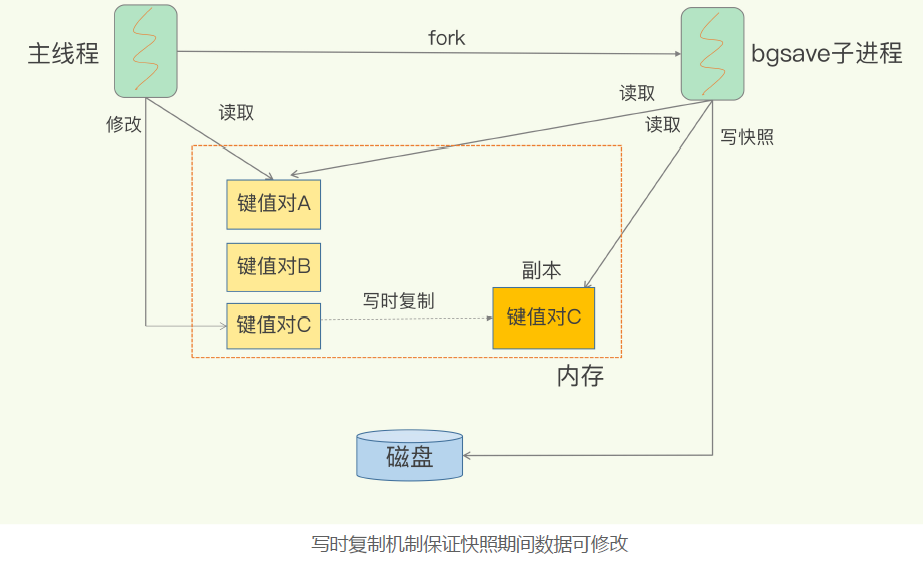 fork
主线程
bgsave子进程
修改
读取
读取
读取
写快照
键值对A
键值对B
副本
写时复制
键值对C
键值对C
内存
磁盘
写时复制机制保证快照期间数据可修改